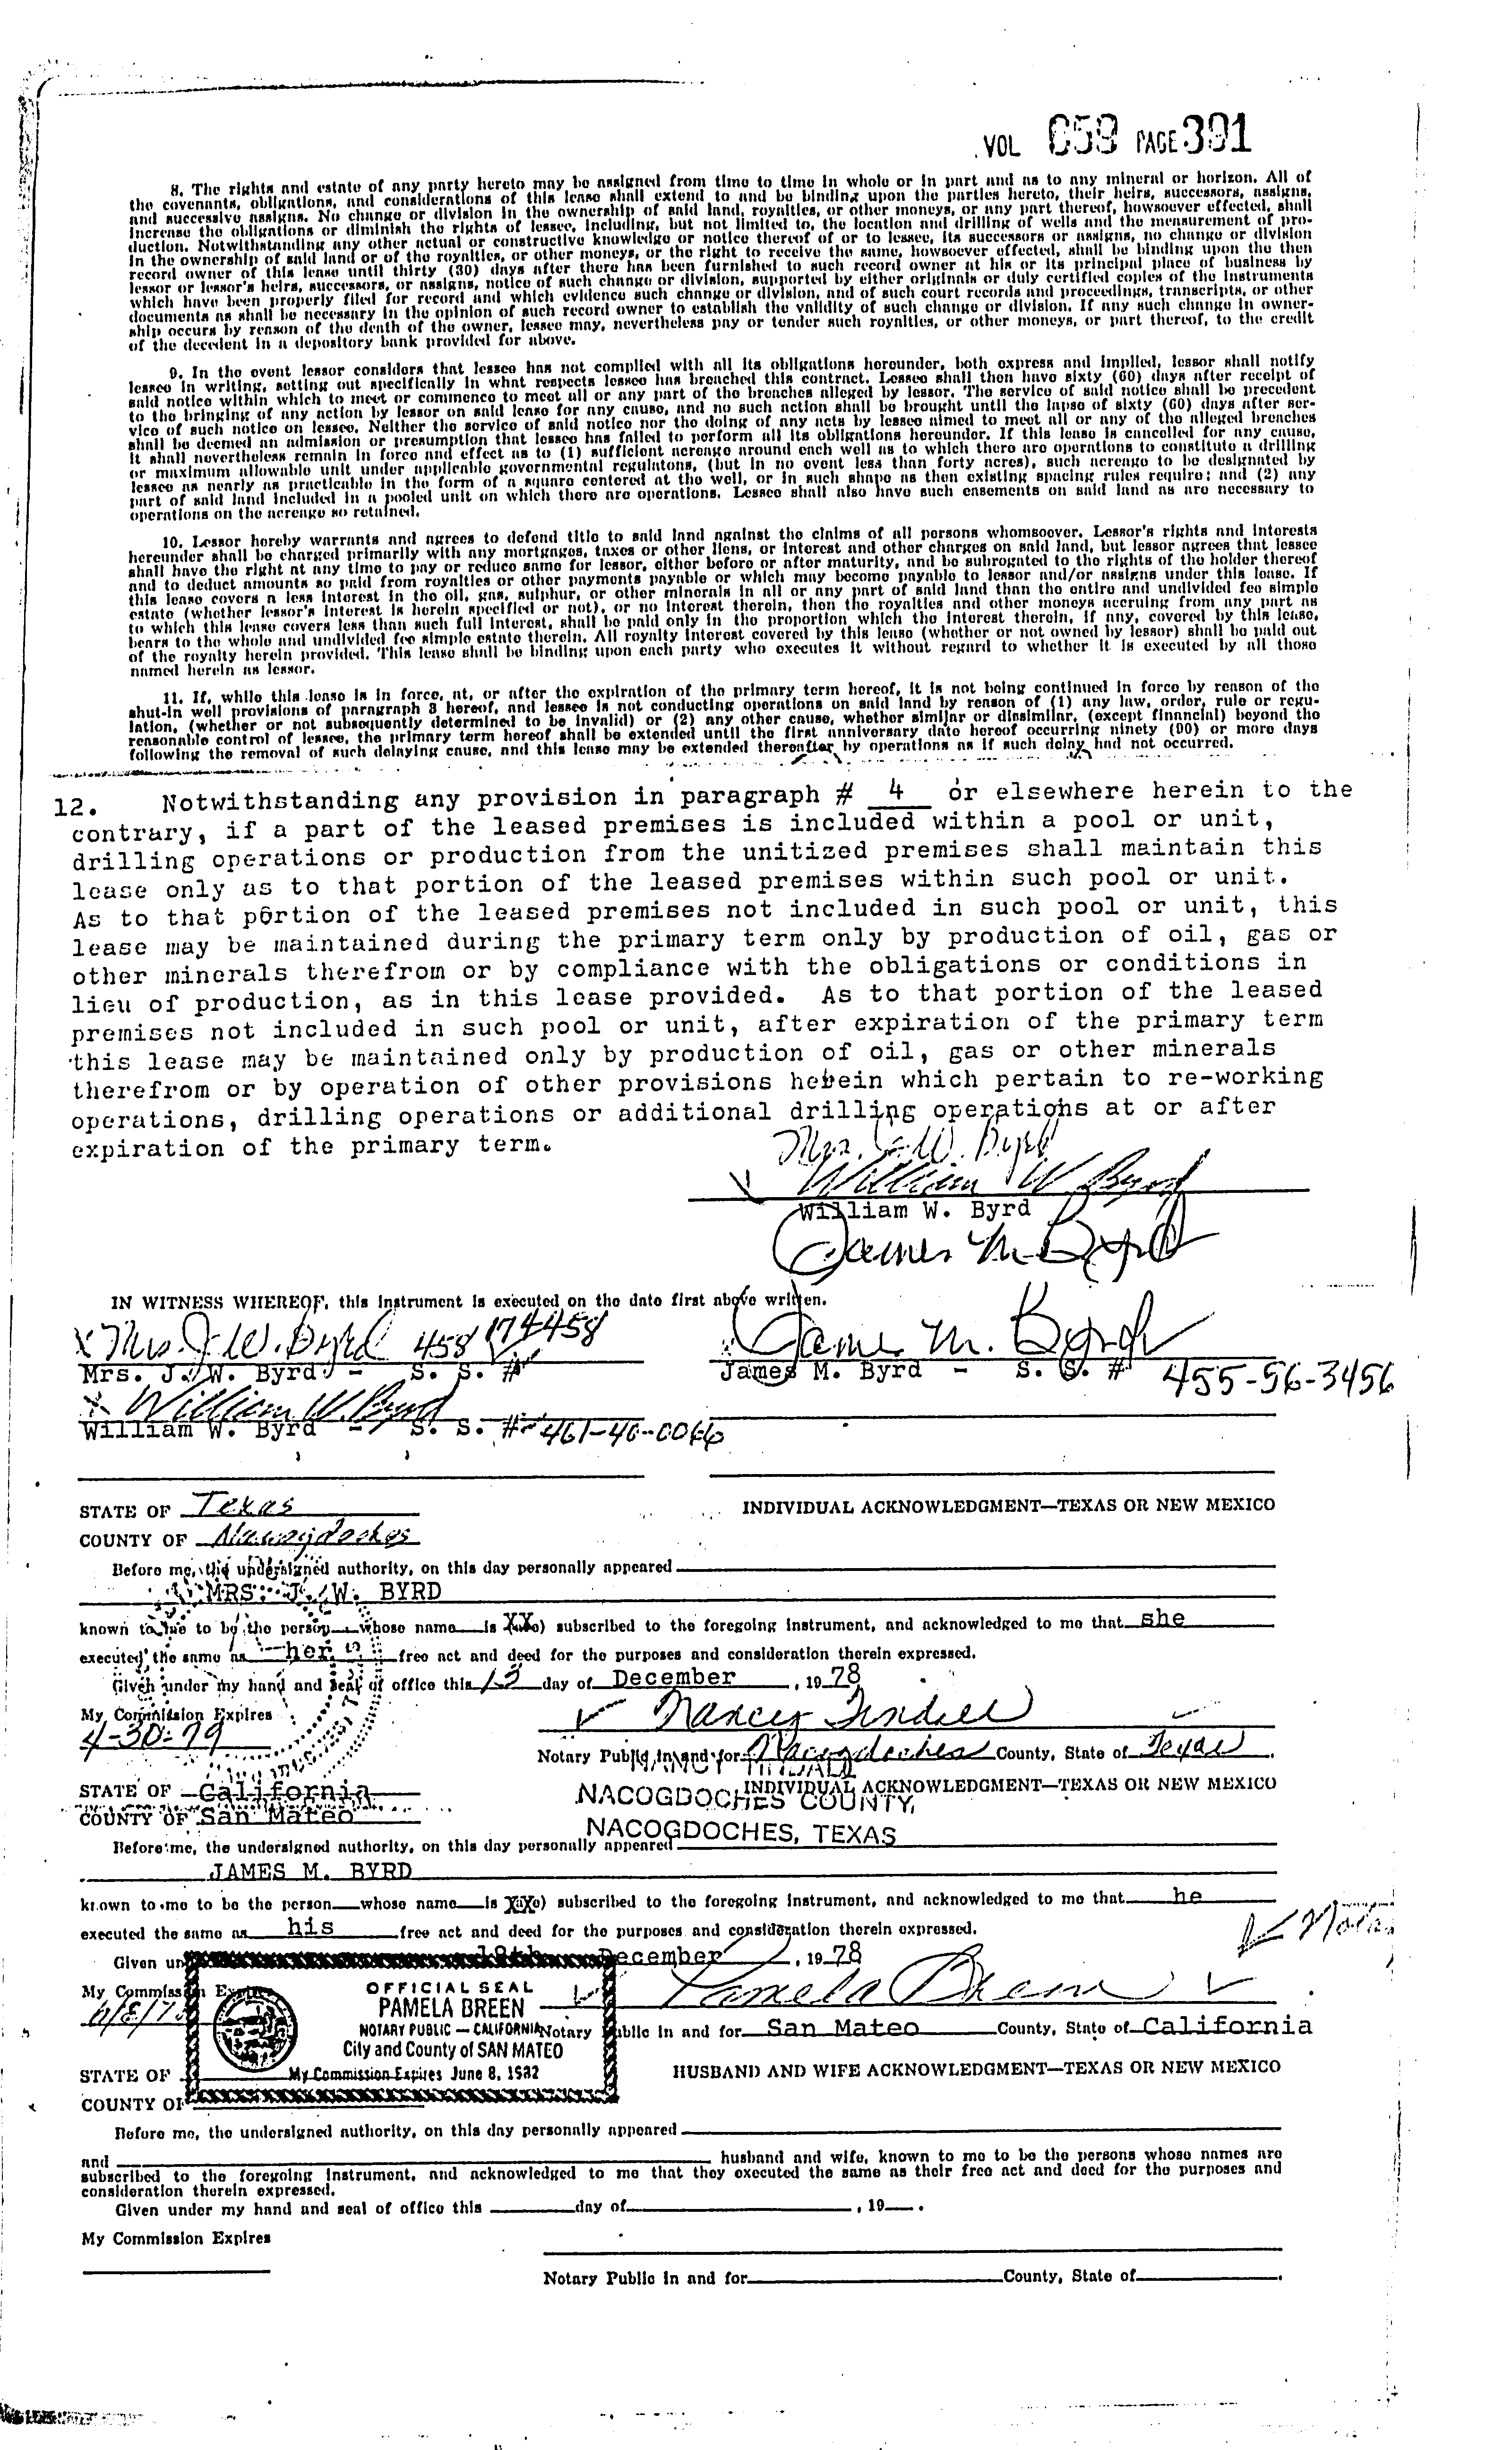 VOL 059 PAGE 391
8. The rights and estate of any party hereto may be assigned from time to time in whole or in part and as to any mineral or horizon. All of
the covenants, obligations, and considerations of this lease shall extend to and be binding upon the parties hereto, their heirs, successors, assigns,
and successive assigns. No change or division in the ownership of said land, royalties, or other moneys, or any part thereof, howsoever effected, shall
increase the obligations or diminish the rights of lessee, including, but not limited to, the location and drilling of wells and the measurement of pro-
duction. Notwithstanding any other actual or constructive knowledge or notice thereof of or to lessee, its successors or assigns, no change or division
in the ownership of said land or of the royalties, or other moneys, or the right to receive the same, howsoever effected, shall be binding upon the then
record owner of this lease until thirty (30) days after there has been furnished to such record owner at his or its principal place of business by
lessor or lessor's heirs, successors, or assigns, notice of such change or division, supported by either originals or duly certified copies of the instruments
which have been properly filed for record and which evidence such change or division, and of such court records and proceedings, transcripts, or other
documents as shall be necessary in the opinion of such record owner to establish the validity of such change or division. If any such change in owner-
ship occurs by reason of the death of the owner, lessee may, nevertheless pay or tender such royalties, or other moneys, or part thereof, to the credit
of the decedent in a depository bank provided for above.
9. In the event lessor considers that lessee has not complied with all its obligations hereunder, both express and implied, lessor shall notify
lessee in writing, setting out specifically in what respects lessee has breached this contract. Lessee shall then have sixty (60) days after receipt of
said notice within which to meet or commence to meet all or any part of the breaches alleged by lessor. The service of said notice shall be precedent
to the bringing of any action by lessor on said lease for any cause, and no such action shall be brought until the lapse of sixty (60) days after ser-
vice of such notice on lessee. Neither the service of said notice nor the doing of any acts by lessee aimed to meet all or any of the alleged breaches
shall be deemed an admission or presumption that lessee has failed to perform all its obligations hereunder. If this lease is cancelled for any cause,
it shall nevertheless remain in force and effect as to (1) sufficient acreage around each well as to which there are operations to constitute a drilling
or maximum allowable unit under applicable governmental regulatons, (but in no event less than forty acres), such acreage to be designated by
lessee as nearly as practicable in the form of a square centered at the well, or in such shape as then existing spacing rules require; and (2) any
part of said land included in a pooled unit on which there are operations. Lessee shall also have such easements on said land as are necessary to
operations on the acreage so retained.
10. Lessor hereby warrants and agrees to defend title to said land against the claims of all persons whomsoever. Lessor's rights and interests
hereunder shall be charged primarily with any mortgages, taxes or other liens, or interest and other charges on said land, but lessor agrees that lessee
shall have the right at any time to pay or reduce same for lessor, either before or after maturity, and be subrogated to the rights of the holder thereof
and to deduct amounts so paid from royalties or other payments payable or which may become payable to lessor and/or assigns under this lease. If
this lease covers a less interest in the oil, gas, sulphur, or other minerals in all or any part of said land than the entire and undivided fee simple
estate (whether lessor's interest is herein specified or not), or no interest therein, then the royalties and other moneys accruing from any part as
to which this lease covers less than such full interest, shall be paid only in the proportion which the interest therein, if any, covered by this lease,
bears to the whole and undivided fee simple estate therein. All royalty interest covered by this lease (whether or not owned by lessor) shall be paid out
of the royalty herein provided. This lease shall be binding upon each party who executes it without regard to whether it is executed by all those
named herein as lessor.
11. If, while this lease is in force, at, or after the expiration of the primary term hereof, it is not being continued in force by reason of the
shut-in well provisions of paragraph 3 hereof, and lessee is not conducting operations on said land by reason of (1) any law, order, rule or regu-
lation, (whether or not subsequently determined to be invalid) or (2) any other cause, whether similar or dissimilar, (except financial) beyond the
reasonable control of lessee, the primary term hereof shall be extended until the first anniversary date hereof occurring ninety (90) or more days
following the removal of such delaying cause, and this lease may be extended thereafter by operations as if such delay had not occurred.
12. Notwithstanding any provision in paragraph # 4 or elsewhere herein to the
contrary, if a part of the leased premises is included within a pool or unit,
drilling operations or production from the unitized premises shall maintain this
lease only as to that portion of the leased premises within such pool or unit.
As to that portion of the leased premises not included in such pool or unit, this
lease may be maintained during the primary term only by production of oil, gas or
other minerals therefrom or by compliance with the obligations or conditions in
lieu of production, as in this lease provided. As to that portion of the leased
premises not included in such pool or unit, after expiration of the primary term
this lease may be maintained only by production of oil, gas or other minerals
therefrom or by operation of other provisions herein which pertain to re-working
operations, drilling operations or additional drilling operations at or after
expiration of the primary term.
Mrs. J. W. Byrd
William W Byrd
William W. Byrd
James M Byrd
IN WITNESS WHEREOF, this instrument is executed on the date first above written.
x Mrs. J. W. Byrd 458 174458 James M. Byrd
Mrs. J. W. Byrd - S. S. # James M. Byrd - S. S. # 455-56-3456
x William W. Byrd
William W. Byrd - S. S. # 461-40-0066
STATE OF Texas INDIVIDUAL ACKNOWLEDGMENT—TEXAS OR NEW MEXICO
COUNTY OF Nacogdoches
Before me, the undersigned authority, on this day personally appeared
MRS. J. W. BYRD
known to me to be the person whose name is XXX) subscribed to the foregoing instrument, and acknowledged to me that she
executed the same as her free act and deed for the purposes and consideration therein expressed.
Given under my hand and seal of office this 13 day of December, 1978
My Commission Expires Nancy Tindall
4-30-79
Notary Public in and for Nacogdoches County, State of Texas.
NANCY TINDALL
STATE OF California INDIVIDUAL ACKNOWLEDGMENT—TEXAS OR NEW MEXICO
NACOGDOCHES COUNTY,
COUNTY OF San Mateo
NACOGDOCHES, TEXAS
Before me, the undersigned authority, on this day personally appeared
JAMES M. BYRD
known to me to be the person whose name is XXX) subscribed to the foregoing instrument, and acknowledged to me that he
executed the same as his free act and deed for the purposes and consideration therein expressed.
Given un 18th December, 1978
My Commission Expires Pamela Breen
OFFICIAL SEAL
PAMELA BREEN
NOTARY PUBLIC — CALIFORNIA
City and County of SAN MATEO
My Commission Expires June 8, 1982
Notary Public in and for San Mateo County, State of California
STATE OF HUSBAND AND WIFE ACKNOWLEDGMENT—TEXAS OR NEW MEXICO
COUNTY OF
Before me, the undersigned authority, on this day personally appeared
and husband and wife, known to me to be the persons whose names are
subscribed to the foregoing instrument, and acknowledged to me that they executed the same as their free act and deed for the purposes and
consideration therein expressed.
Given under my hand and seal of office this day of , 19 .
My Commission Expires
Notary Public in and for County, State of .